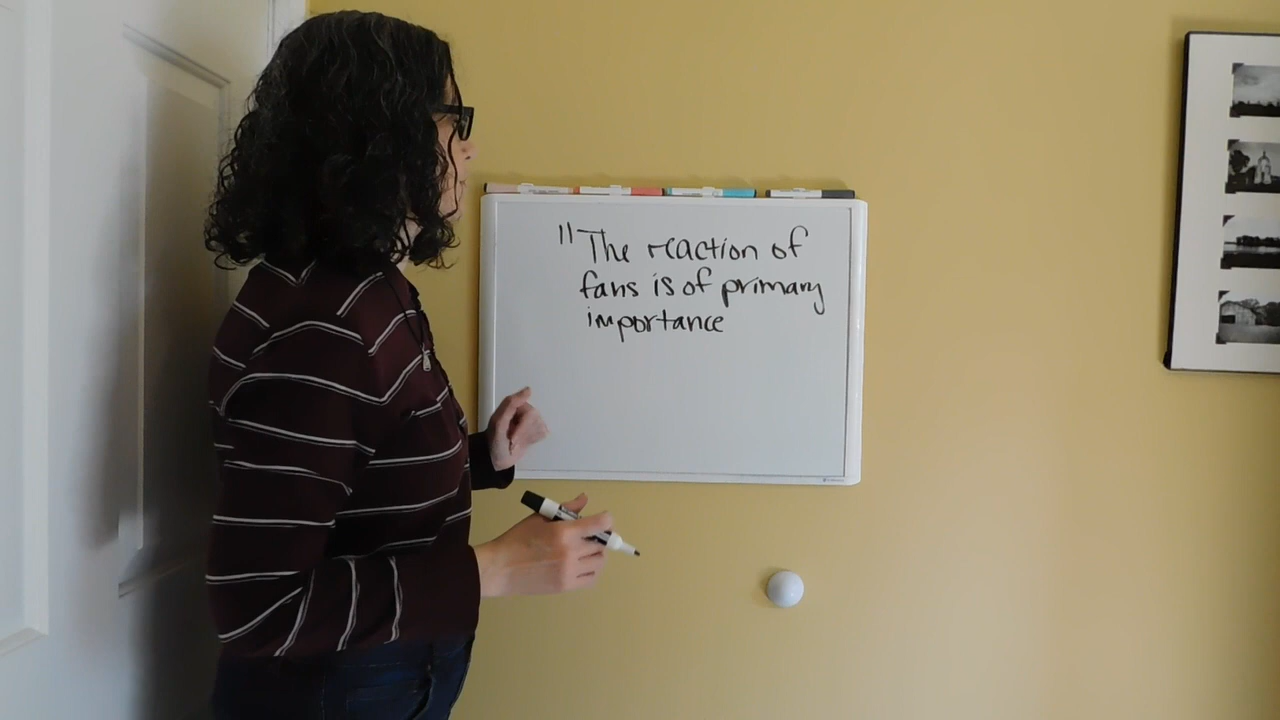 "The reaction of
fans is of primary
importance